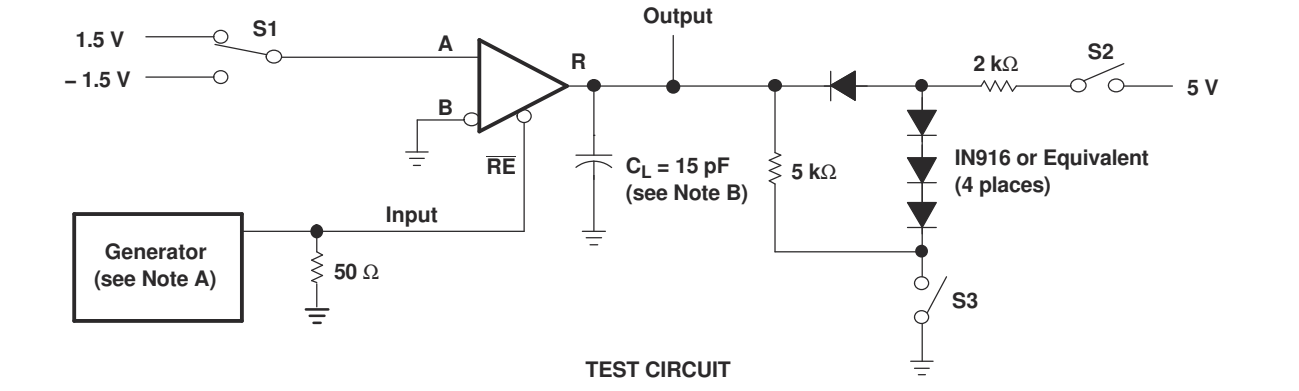 Output
1.5 V
S1
– 1.5 V
A
R
B
RE
2 kΩ
S2
5 V
CL = 15 pF
(see Note B)
5 kΩ
IN916 or Equivalent
(4 places)
Input
Generator
(see Note A)
50 Ω
S3
TEST CIRCUIT